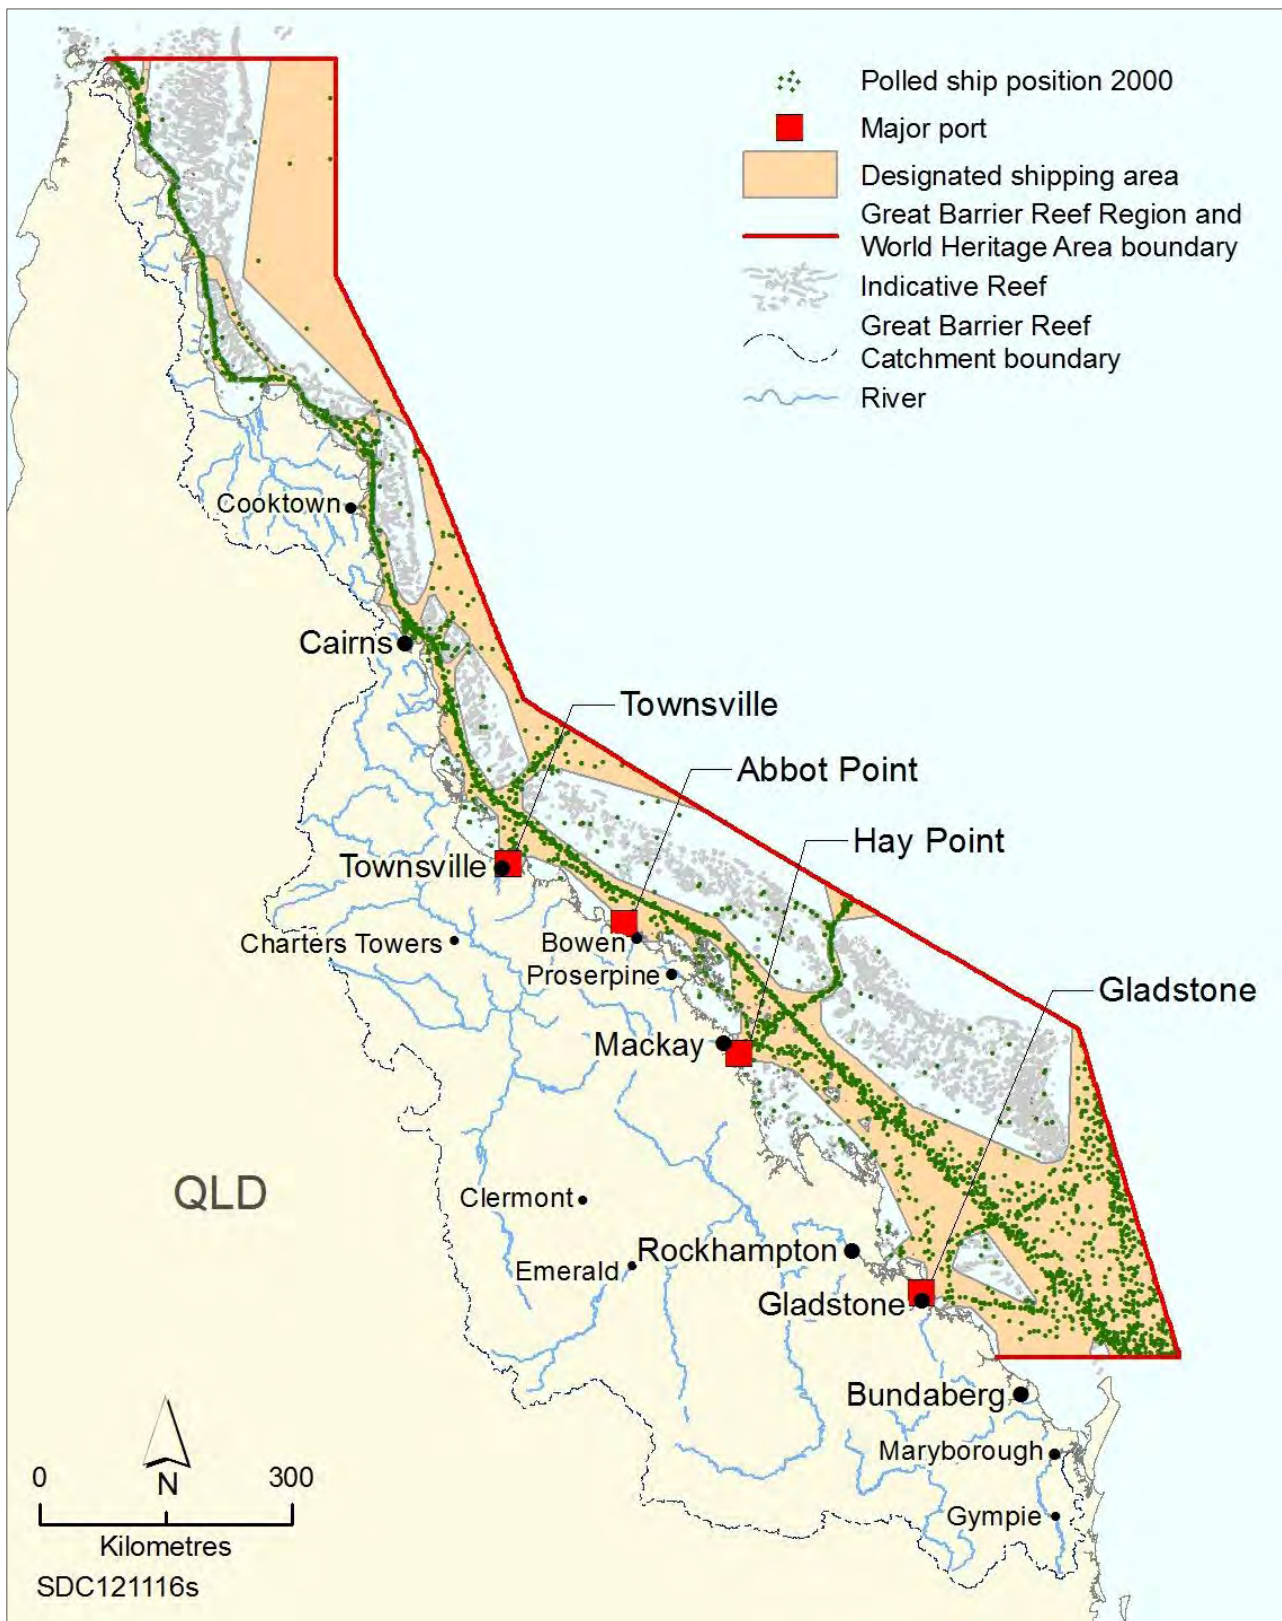 Polled ship position 2000
Major port
Designated shipping area
Great Barrier Reef Region and
World Heritage Area boundary
Indicative Reef
Great Barrier Reef
Catchment boundary
River
Cooktown
Cairns
Townsville
Abbot Point
Hay Point
Townsville
Charters Towers
Bowen
Proserpine
Gladstone
Mackay
QLD
Clermont
Rockhampton
Emerald
Gladstone
Bundaberg
Maryborough
Gympie
0 300
N
Kilometres
SDC121116s